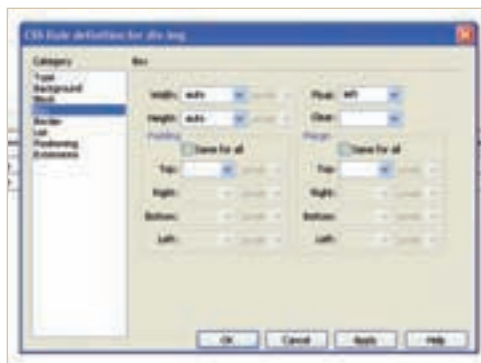 CSS Rule definition for div img
Category
Box
Type
Background
Block
Box
Border
List
Positioning
Extensions
Width: auto
Float: left
Height: auto
Clear:
Padding
Margin
Same for all
Same for all
Top:
Top:
Right:
Right:
Bottom:
Bottom:
Left:
Left:
OK Cancel Apply Help